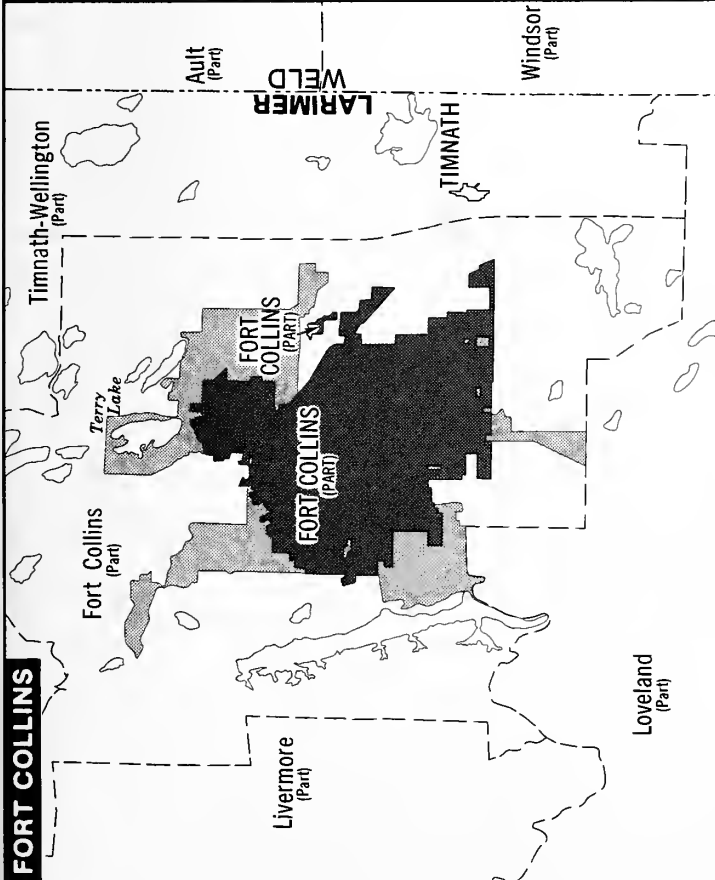 FORT COLLINS
Timnath-Wellington
(Part)
Fort Collins
(Part)
Terry
Lake
Ault
(Part)
LARIMER
WELD
FORT
COLLINS
(PART)
FORT COLLINS
(PART)
Livermore
(Part)
TIMNATH
Windsor
(Part)
Loveland
(Part)